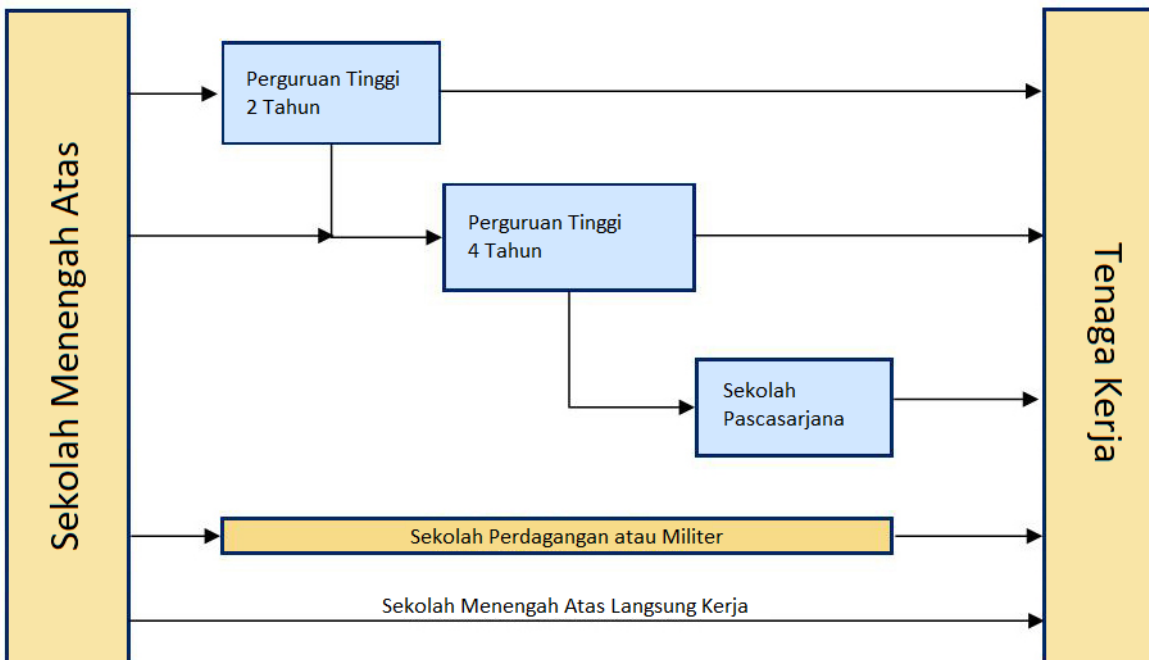 Sekolah Menengah Atas
Perguruan Tinggi
2 Tahun
Perguruan Tinggi
4 Tahun
Sekolah
Pascasarjana
Sekolah Perdagangan atau Militer
Sekolah Menengah Atas Langsung Kerja
Tenaga Kerja